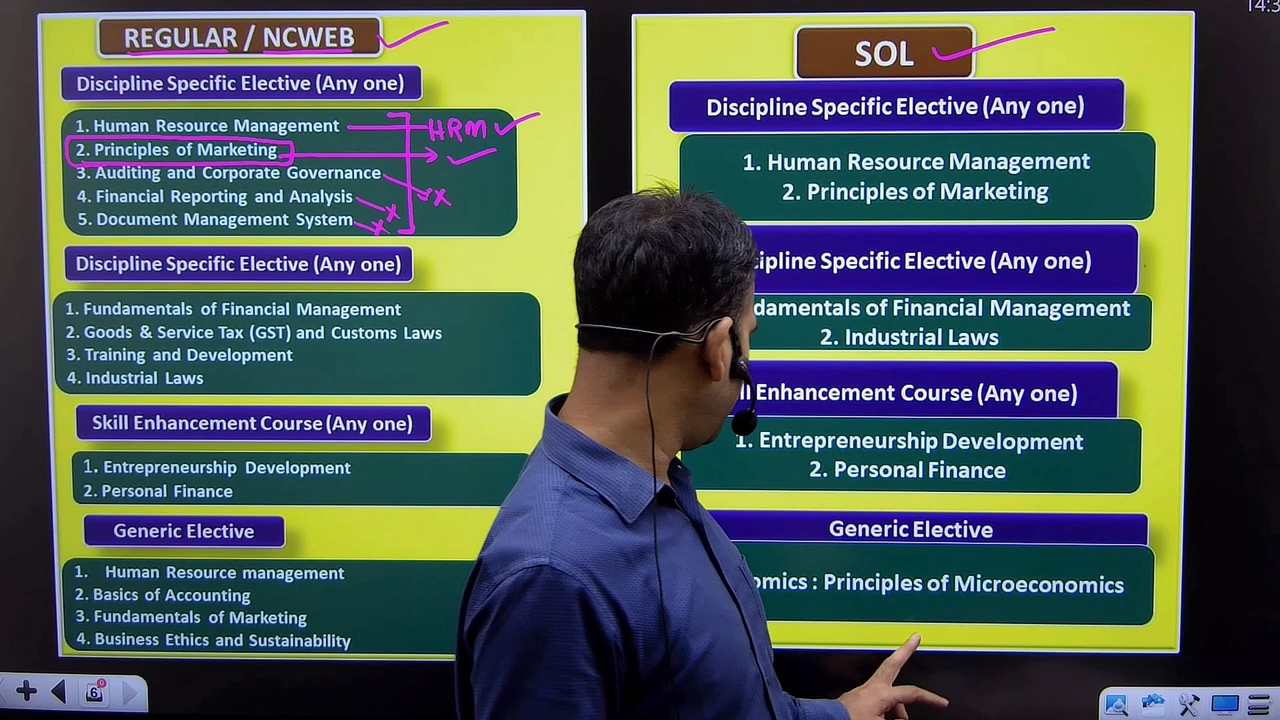 14:3
REGULAR / NCWEB
Discipline Specific Elective (Any one)
1. Human Resource Management
HRM
2. Principles of Marketing
3. Auditing and Corporate Governance
x
4. Financial Reporting and Analysis
x
5. Document Management System
x
Discipline Specific Elective (Any one)
1. Fundamentals of Financial Management
2. Goods & Service Tax (GST) and Customs Laws
3. Training and Development
4. Industrial Laws
Skill Enhancement Course (Any one)
1. Entrepreneurship Development
2. Personal Finance
Generic Elective
1. Human Resource management
2. Basics of Accounting
3. Fundamentals of Marketing
4. Business Ethics and Sustainability
6
SOL
Discipline Specific Elective (Any one)
1. Human Resource Management
2. Principles of Marketing
cipline Specific Elective (Any one)
damentals of Financial Management
2. Industrial Laws
Enhancement Course (Any one)
1. Entrepreneurship Development
2. Personal Finance
Generic Elective
omics : Principles of Microeconomics